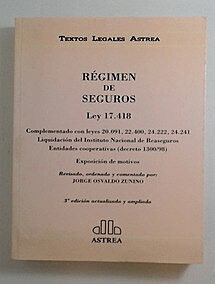 TEXTOS LEGALES ASTREA
RÉGIMEN
DE
SEGUROS
Ley 17.418
Complementado con leyes 20.091, 22.400, 24.222, 24.241
Liquidación del Instituto Nacional de Reaseguros
Entidades cooperativas (decreto 1300/98)
Exposición de motivos
Revisado, ordenado y comentado por:
JORGE OSVALDO ZUNINO
3ª edición actualizada y ampliada
ASTREA